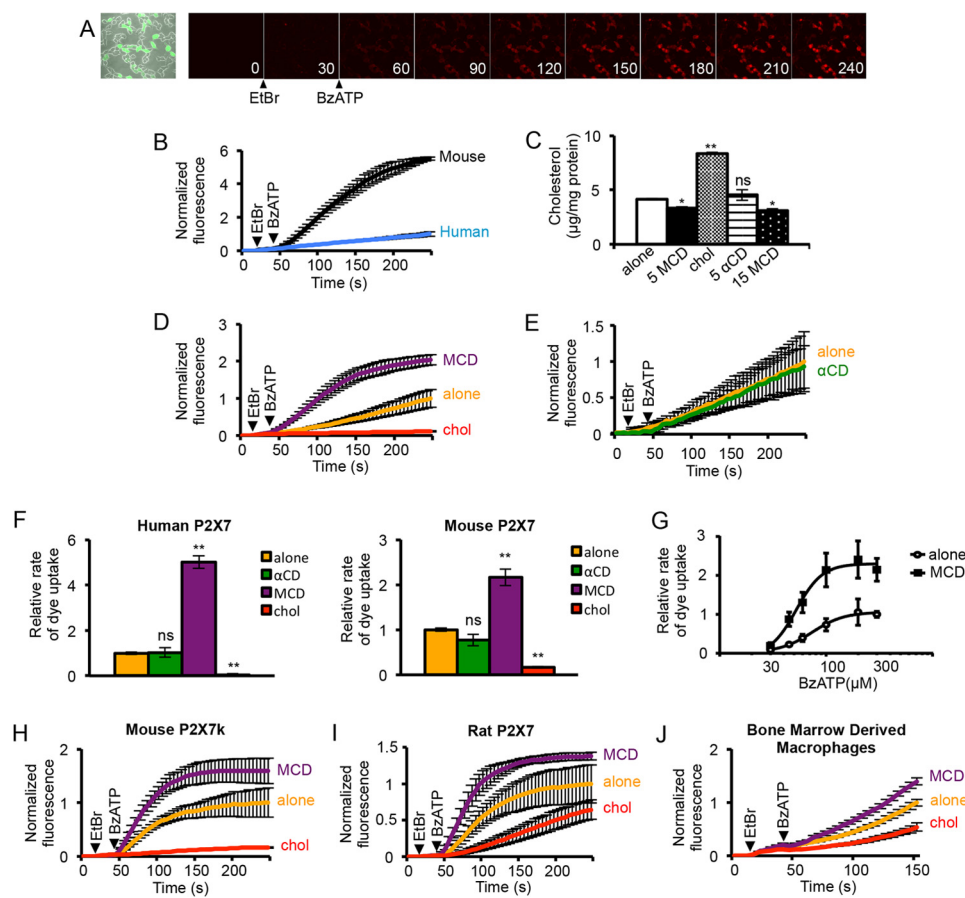 A
0 30 60 90 120 150 180 210 240
EtBr BzATP
B
Normalized
fluorescence
6
4
2
0
EtBr
BzATP
Mouse
Human
0 50 100 150 200
Time (s)
C
Cholesterol
(µg/mg protein)
10
5
0
*
**
ns
*
alone
5 MCD
chol
5 αCD
15 MCD
D
Normalized
fluorescence
3
2
1
0
EtBr
BzATP
MCD
alone
chol
0 50 100 150 200
Time (s)
E
Normalized
fluorescence
1.5
1
0.5
0
EtBr
BzATP
alone
αCD
0 50 100 150 200
Time (s)
F
Human P2X7
Relative rate
of dye uptake
6
4
2
0
ns
**
**
alone
αCD
MCD
chol
Mouse P2X7
Relative rate
of dye uptake
3
2
1
0
ns
**
**
alone
αCD
MCD
chol
G
Relative rate
of dye uptake
3
2
1
0
alone
MCD
30 100 300
BzATP(µM)
H
Mouse P2X7k
Normalized
fluorescence
2
1
0
EtBr
BzATP
MCD
alone
chol
0 50 100 150 200
Time (s)
I
Rat P2X7
Normalized
fluorescence
1.5
1
0.5
0
EtBr
BzATP
MCD
alone
chol
0 50 100 150 200
Time (s)
J
Bone Marrow Derived
Macrophages
Normalized
fluorescence
2
1
0
EtBr
BzATP
MCD
alone
chol
0 50 100 150
Time (s)